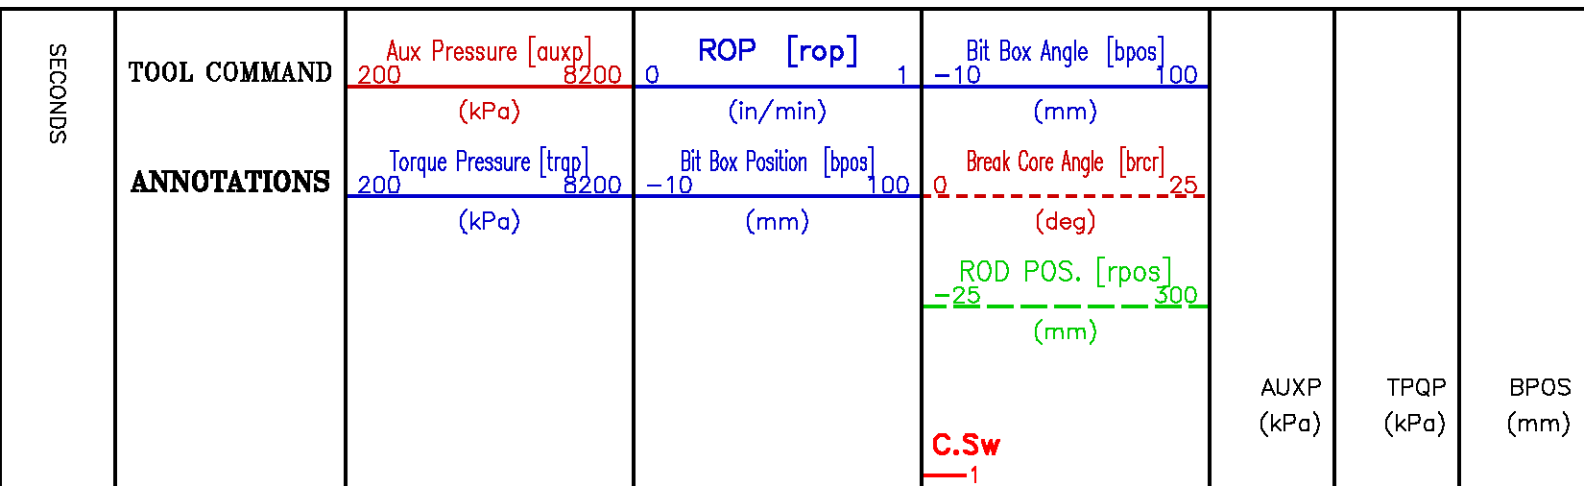 SECONDS
TOOL COMMAND
ANNOTATIONS
Aux Pressure [auxp]
200 8200
(kPa)
Torque Pressure [trqp]
200 8200
(kPa)
ROP [rop]
0 1
(in/min)
Bit Box Position [bpos]
-10 100
(mm)
Bit Box Angle [bpos]
-10 100
(mm)
Break Core Angle [brcr]
0 25
(deg)
ROD POS. [rpos]
-25 300
(mm)
C.Sw
1
AUXP
(kPa)
TPQP
(kPa)
BPOS
(mm)